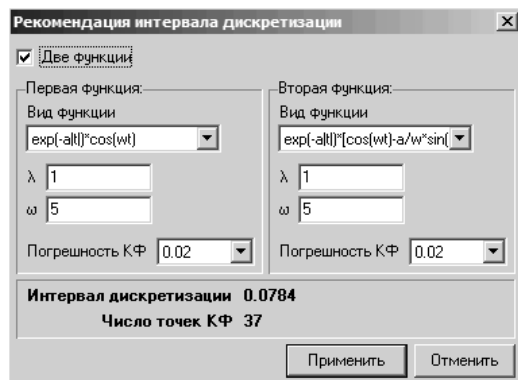 Рекомендация интервала дискретизации
Две функции
Первая функция:
Вид функции
exp(-a|t|)*cos(wt)
λ 1
ω 5
Погрешность КФ 0.02
Вторая функция:
Вид функции
exp(-a|t|)*[cos(wt)-a/w*sin(
λ 1
ω 5
Погрешность КФ 0.02
Интервал дискретизации 0.0784
Число точек КФ 37
Применить Отменить